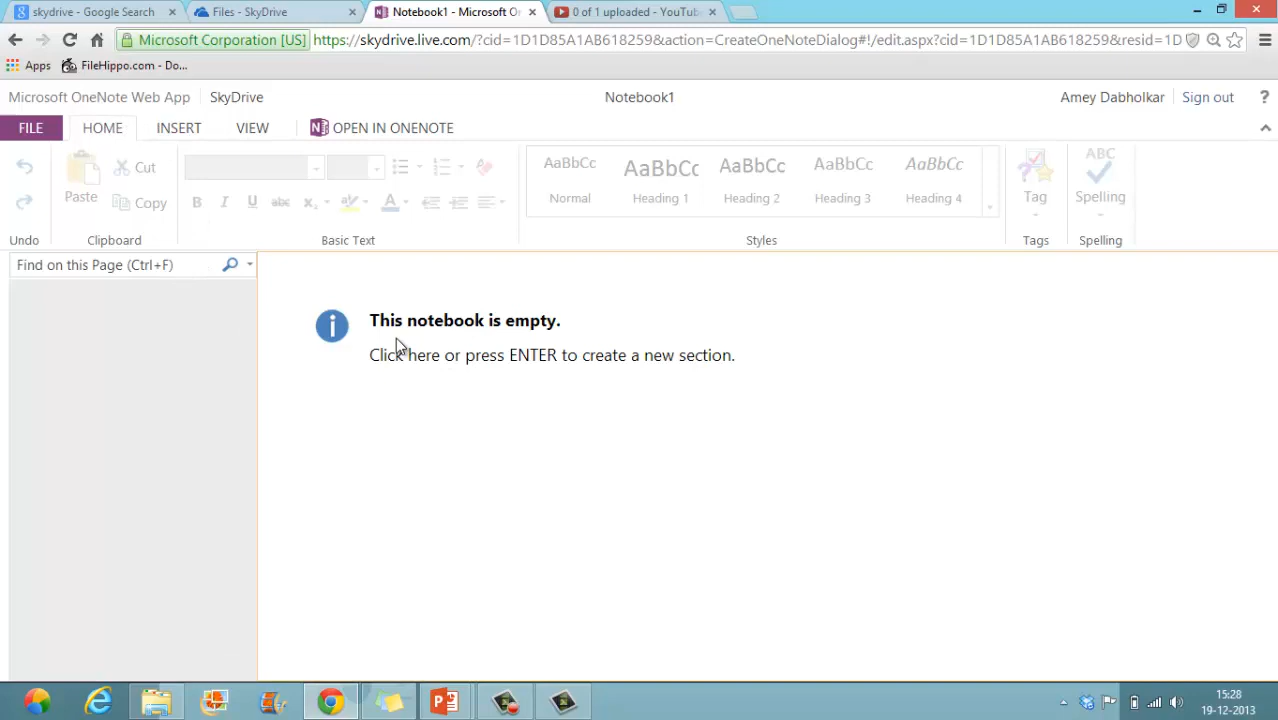 skydrive - Google Search
Files - SkyDrive
Notebook1 - Microsoft O
0 of 1 uploaded - YouTub
Microsoft Corporation [US]
https://skydrive.live.com/?cid=1D1D85A1AB618259&action=CreateOneNoteDialog#!/edit.aspx?cid=1D1D85A1AB618259&resid=1D
Apps
FileHippo.com - Do...
Microsoft OneNote Web App
SkyDrive
Notebook1
Amey Dabholkar
Sign out
?
FILE
HOME
INSERT
VIEW
OPEN IN ONENOTE
Cut
Copy
Paste
B I U abc x
A
AaBbCc
AaBbCc
AaBbCc
AaBbCc
AaBbCc
Normal
Heading 1
Heading 2
Heading 3
Heading 4
Tag
ABC
Spelling
Undo
Clipboard
Basic Text
Styles
Tags
Spelling
Find on this Page (Ctrl+F)
This notebook is empty.
Click here or press ENTER to create a new section.
15:28
19-12-2013